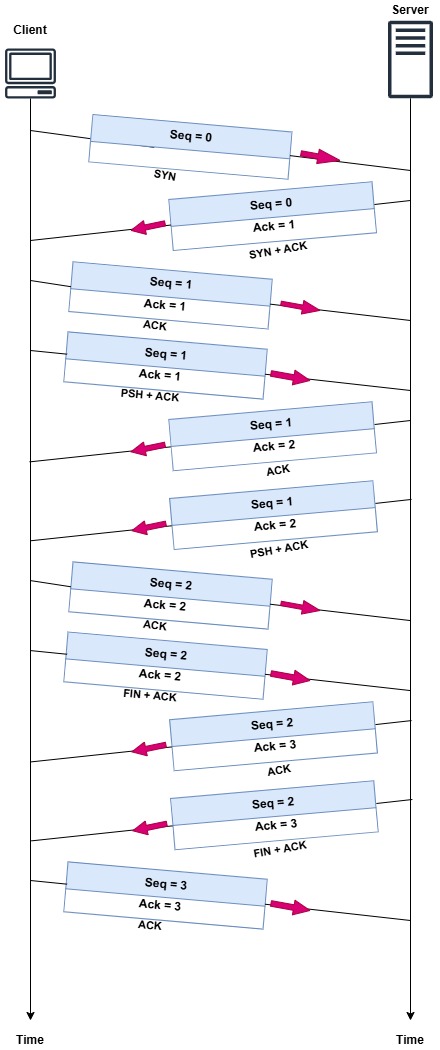 Server
Client
Seq = 0
SYN
Seq = 0
Ack = 1
SYN + ACK
Seq = 1
Ack = 1
ACK
Seq = 1
Ack = 1
PSH + ACK
Seq = 1
Ack = 2
ACK
Seq = 1
Ack = 2
PSH + ACK
Seq = 2
Ack = 2
ACK
Seq = 2
Ack = 2
FIN + ACK
Seq = 2
Ack = 3
ACK
Seq = 2
Ack = 3
FIN + ACK
Seq = 3
Ack = 3
ACK
Time
Time